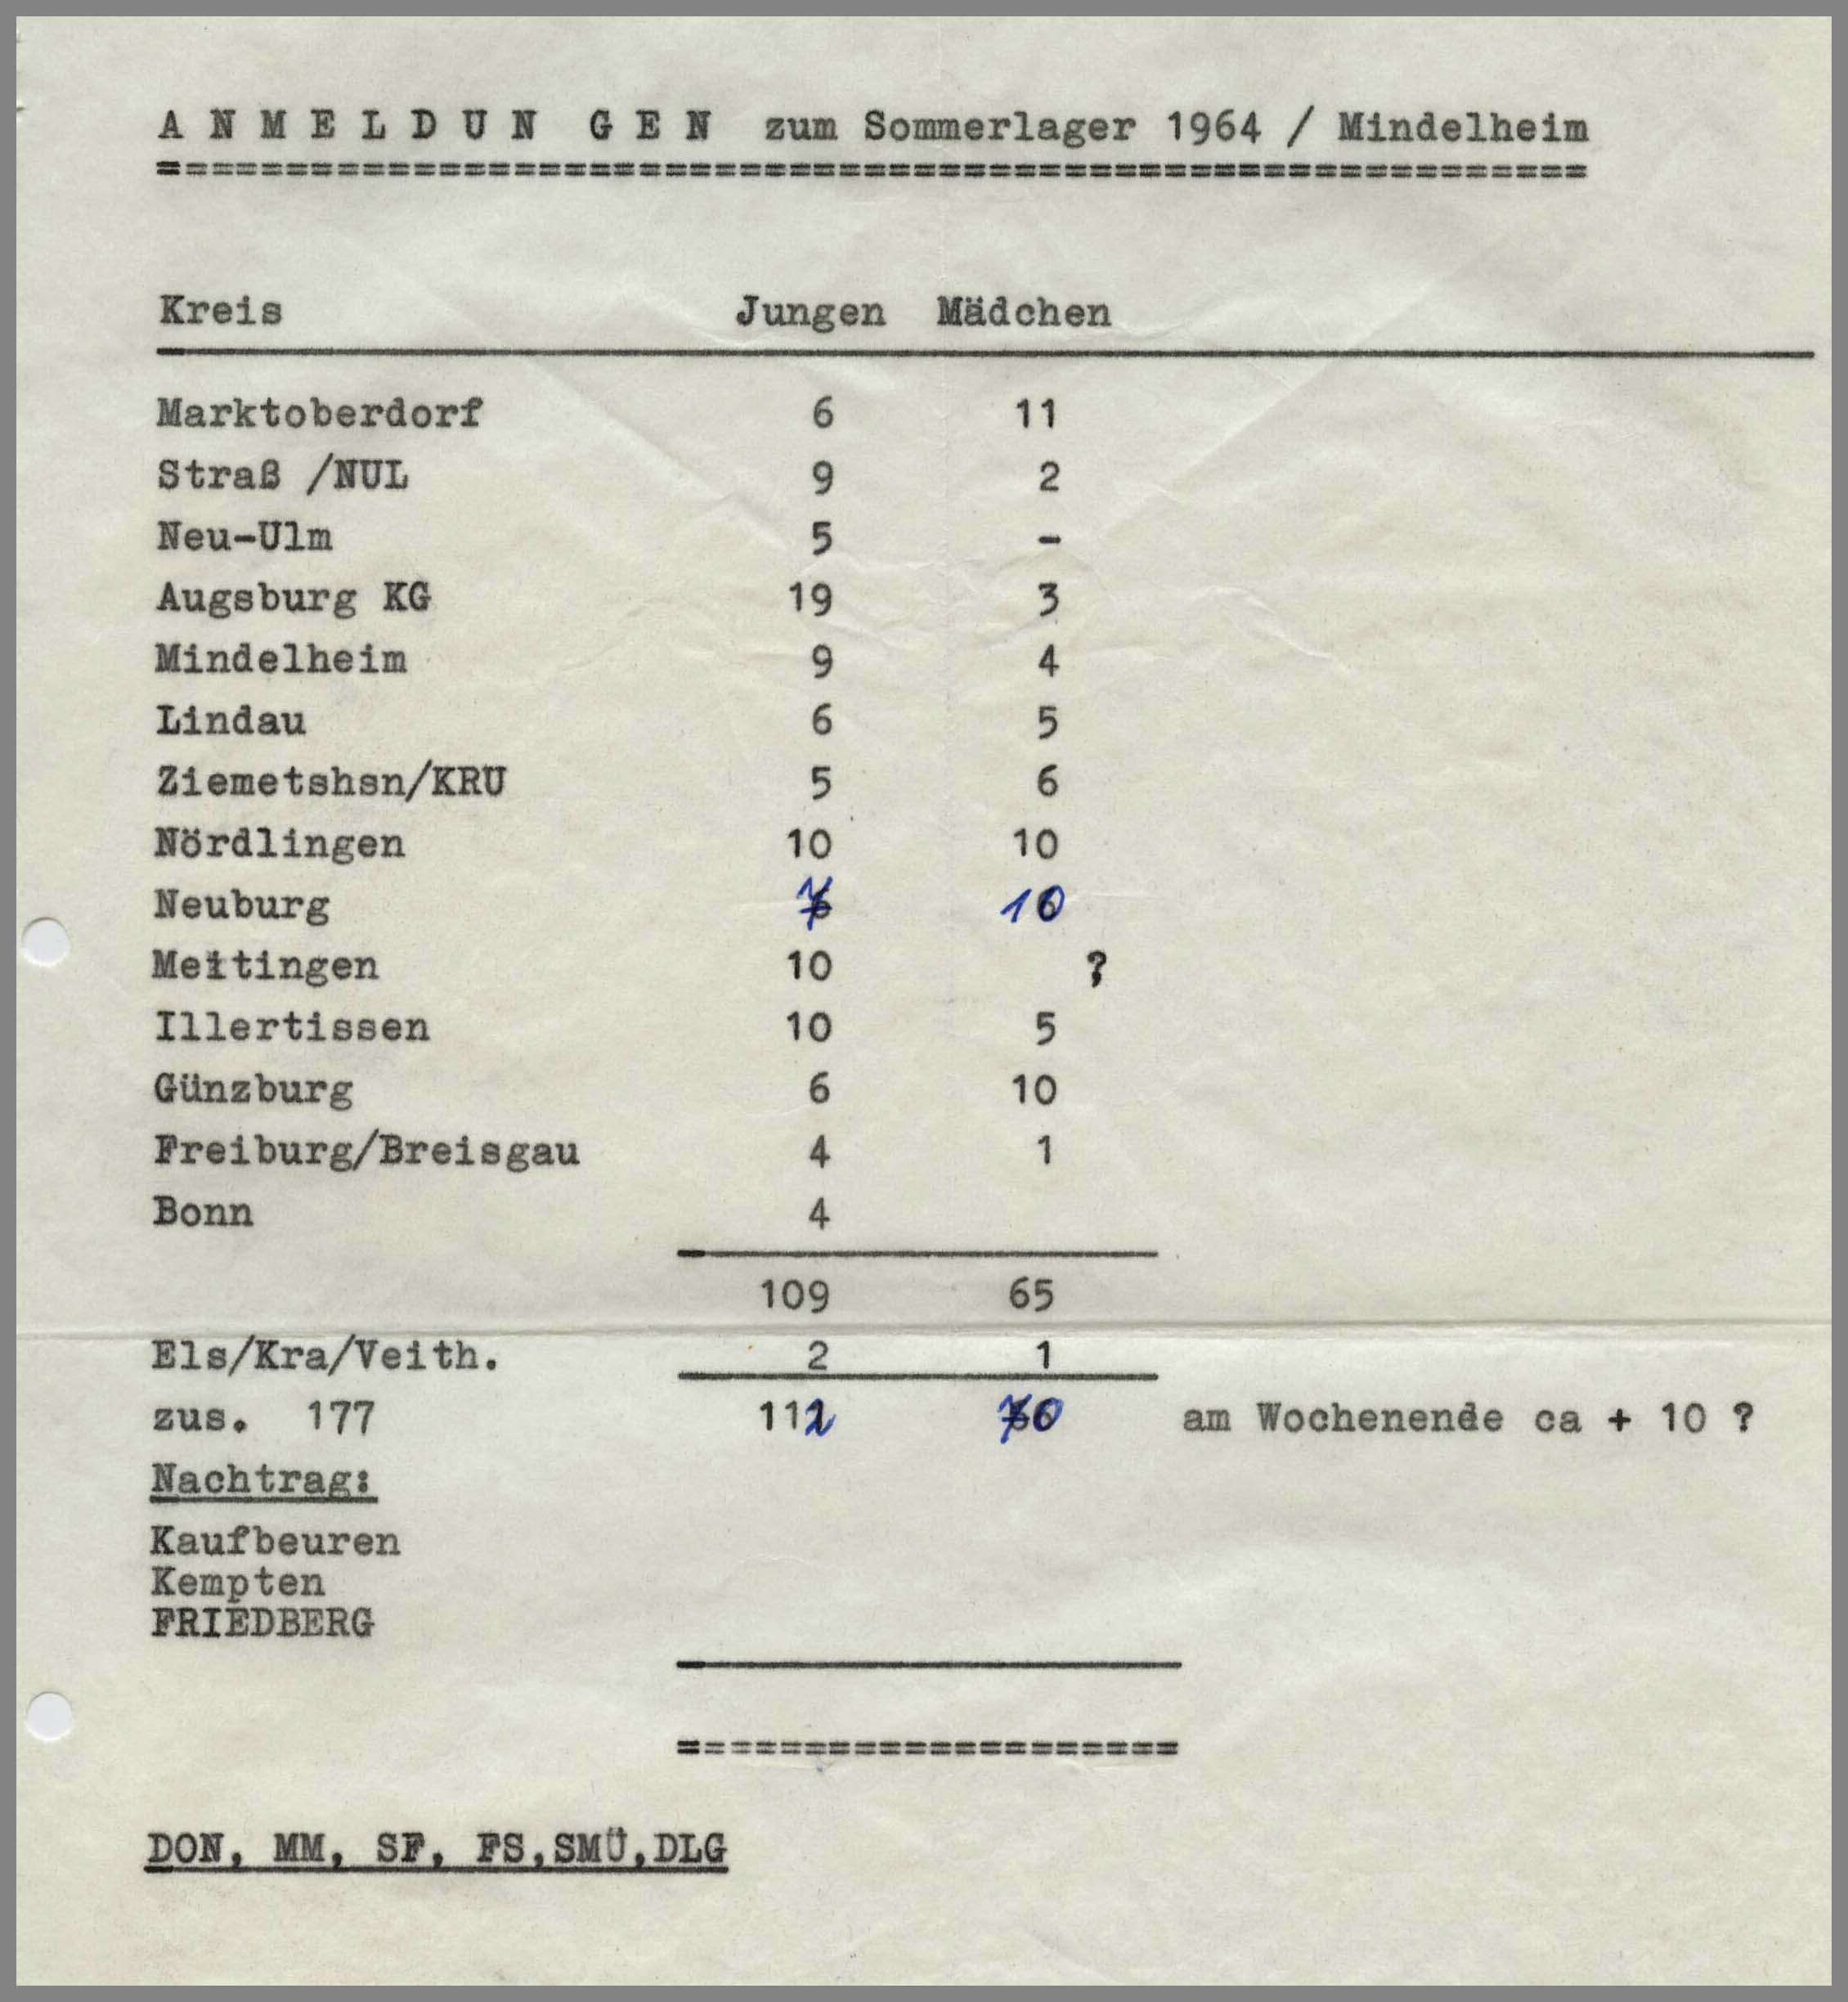 A N M E L D U N  G E N  zum Sommerlager 1964 / Mindelheim
=========================================================
Kreis Jungen Mädchen
Marktoberdorf 6 11
Straß /NUL 9 2
Neu-Ulm 5 -
Augsburg KG 19 3
Mindelheim 9 4
Lindau 6 5
Ziemetshsn/KRU 5 6
Nördlingen 10 10
Neuburg 7 10
Meitingen 10 ?
Illertissen 10 5
Günzburg 6 10
Freiburg/Breisgau 4 1
Bonn 4
109 65
Els/Kra/Veith. 2 1
zus. 177 112 70 am Wochenende ca + 10 ?
Nachtrag:
Kaufbeuren
Kempten
FRIEDBERG
====================
DON, MM, SF, FS,SMÜ,DLG